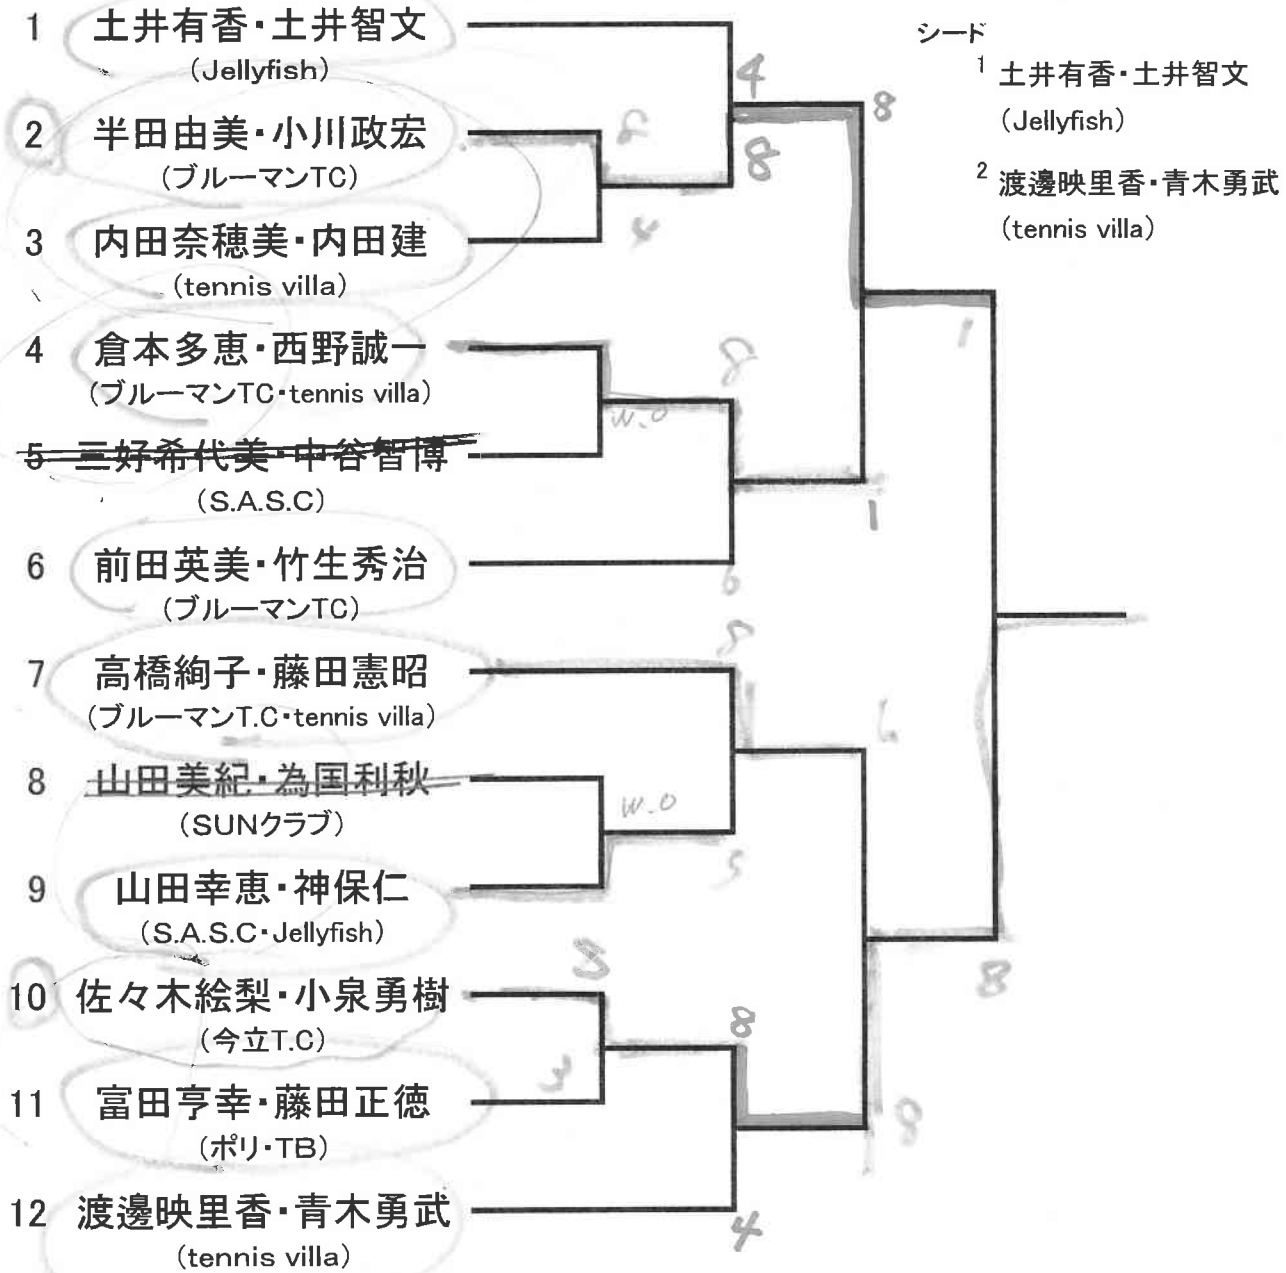 1 土井有香・土井智文
(Jellyfish)
2 半田由美・小川政宏
(ブルーマンTC)
3 内田奈穂美・内田建
(tennis villa)
4 倉本多恵・西野誠一
(ブルーマンTC・tennis villa)
5 三好希代美・中谷智博
(S.A.S.C)
6 前田英美・竹生秀治
(ブルーマンTC)
7 高橋絢子・藤田憲昭
(ブルーマンT.C・tennis villa)
8 山田美紀・為国利秋
(SUNクラブ)
9 山田幸恵・神保仁
(S.A.S.C・Jellyfish)
10 佐々木絵梨・小泉勇樹
(今立T.C)
11 富田亨幸・藤田正徳
(ポリ・TB)
12 渡邊映里香・青木勇武
(tennis villa)
4
W.O
W.O
3
4
8
8
6
8
4
8
1
1
8
シード
1 土井有香・土井智文
(Jellyfish)
2 渡邊映里香・青木勇武
(tennis villa)